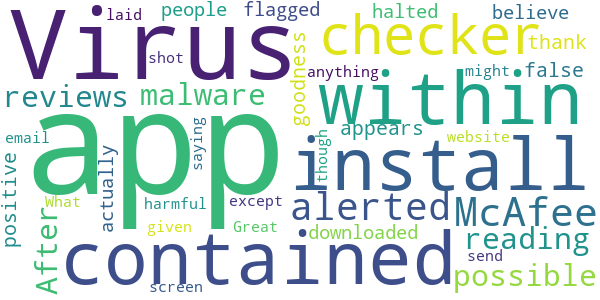 laid people flagged halted believe
Virus shot checker thank
goodness anything might false
reviews malware within
app appears website
email saying though install
positive actually alerted McAfee
What harmful except reading
After given Great downloaded send
contained possible
screen